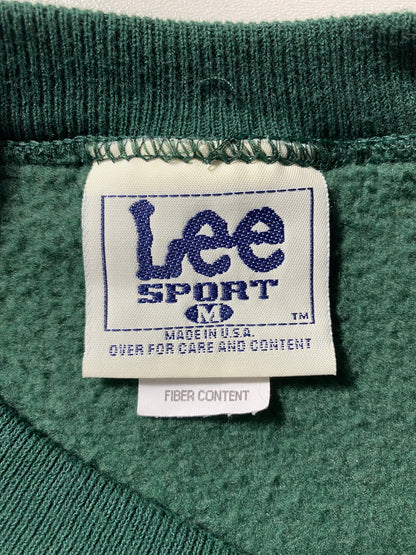 Lee
SPORT
M
TM
MADE IN U.S.A.
OVER FOR CARE AND CONTENT
FIBER CONTENT